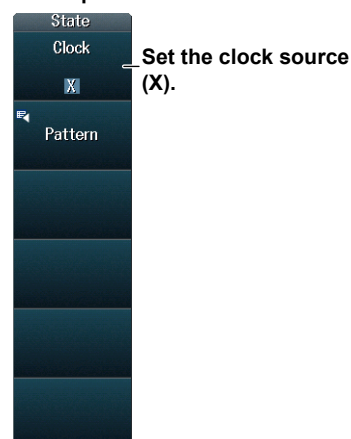 State
Clock
X
Pattern
Set the clock source
(X).